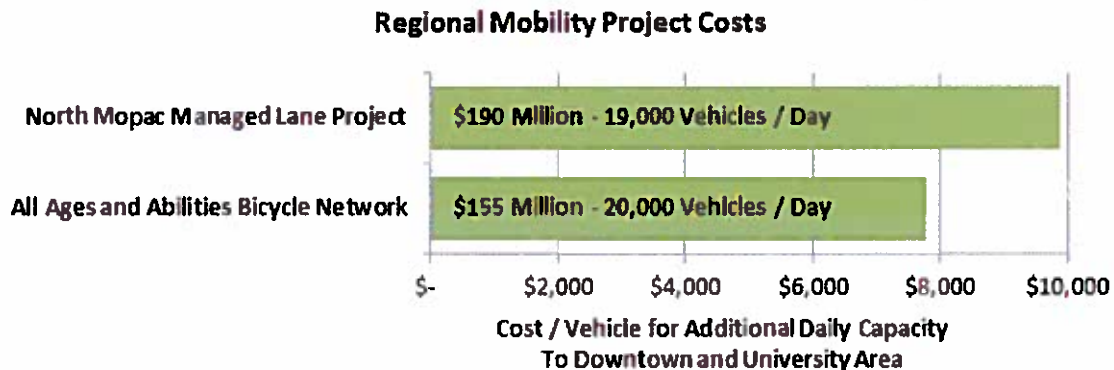 Regional Mobility Project Costs
North Mopac Managed Lane Project
$190 Million - 19,000 Vehicles / Day
All Ages and Abilities Bicycle Network
$155 Million - 20,000 Vehicles / Day
$- $2,000 $4,000 $6,000 $8,000 $10,000
Cost / Vehicle for Additional Daily Capacity
To Downtown and University Area